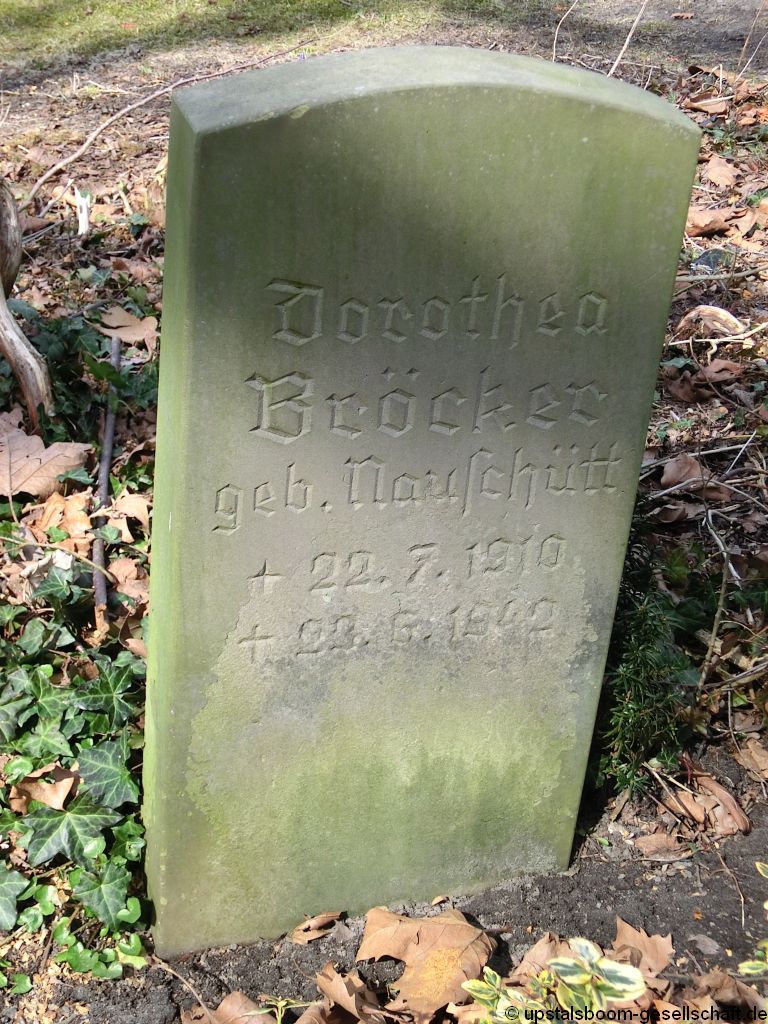 Dorothea
Bröcker
geb. Nauschütt
+ 22. 7. 1910
+ 22. 6. 1942
© upstalsboom-gesellschaft.de